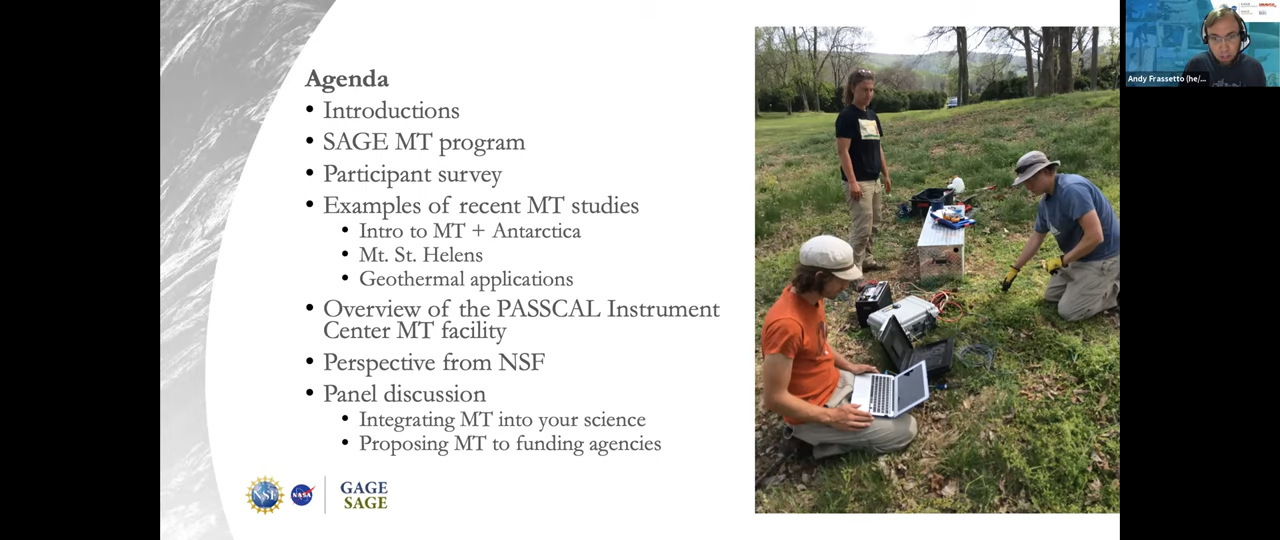 Agenda
• Introductions
• SAGE MT program
• Participant survey
• Examples of recent MT studies
• Intro to MT + Antarctica
• Mt. St. Helens
• Geothermal applications
• Overview of the PASSCAL Instrument
Center MT facility
• Perspective from NSF
• Panel discussion
• Integrating MT into your science
• Proposing MT to funding agencies
NSF
NASA
GAGE
SAGE
Andy Frassetto (he/...